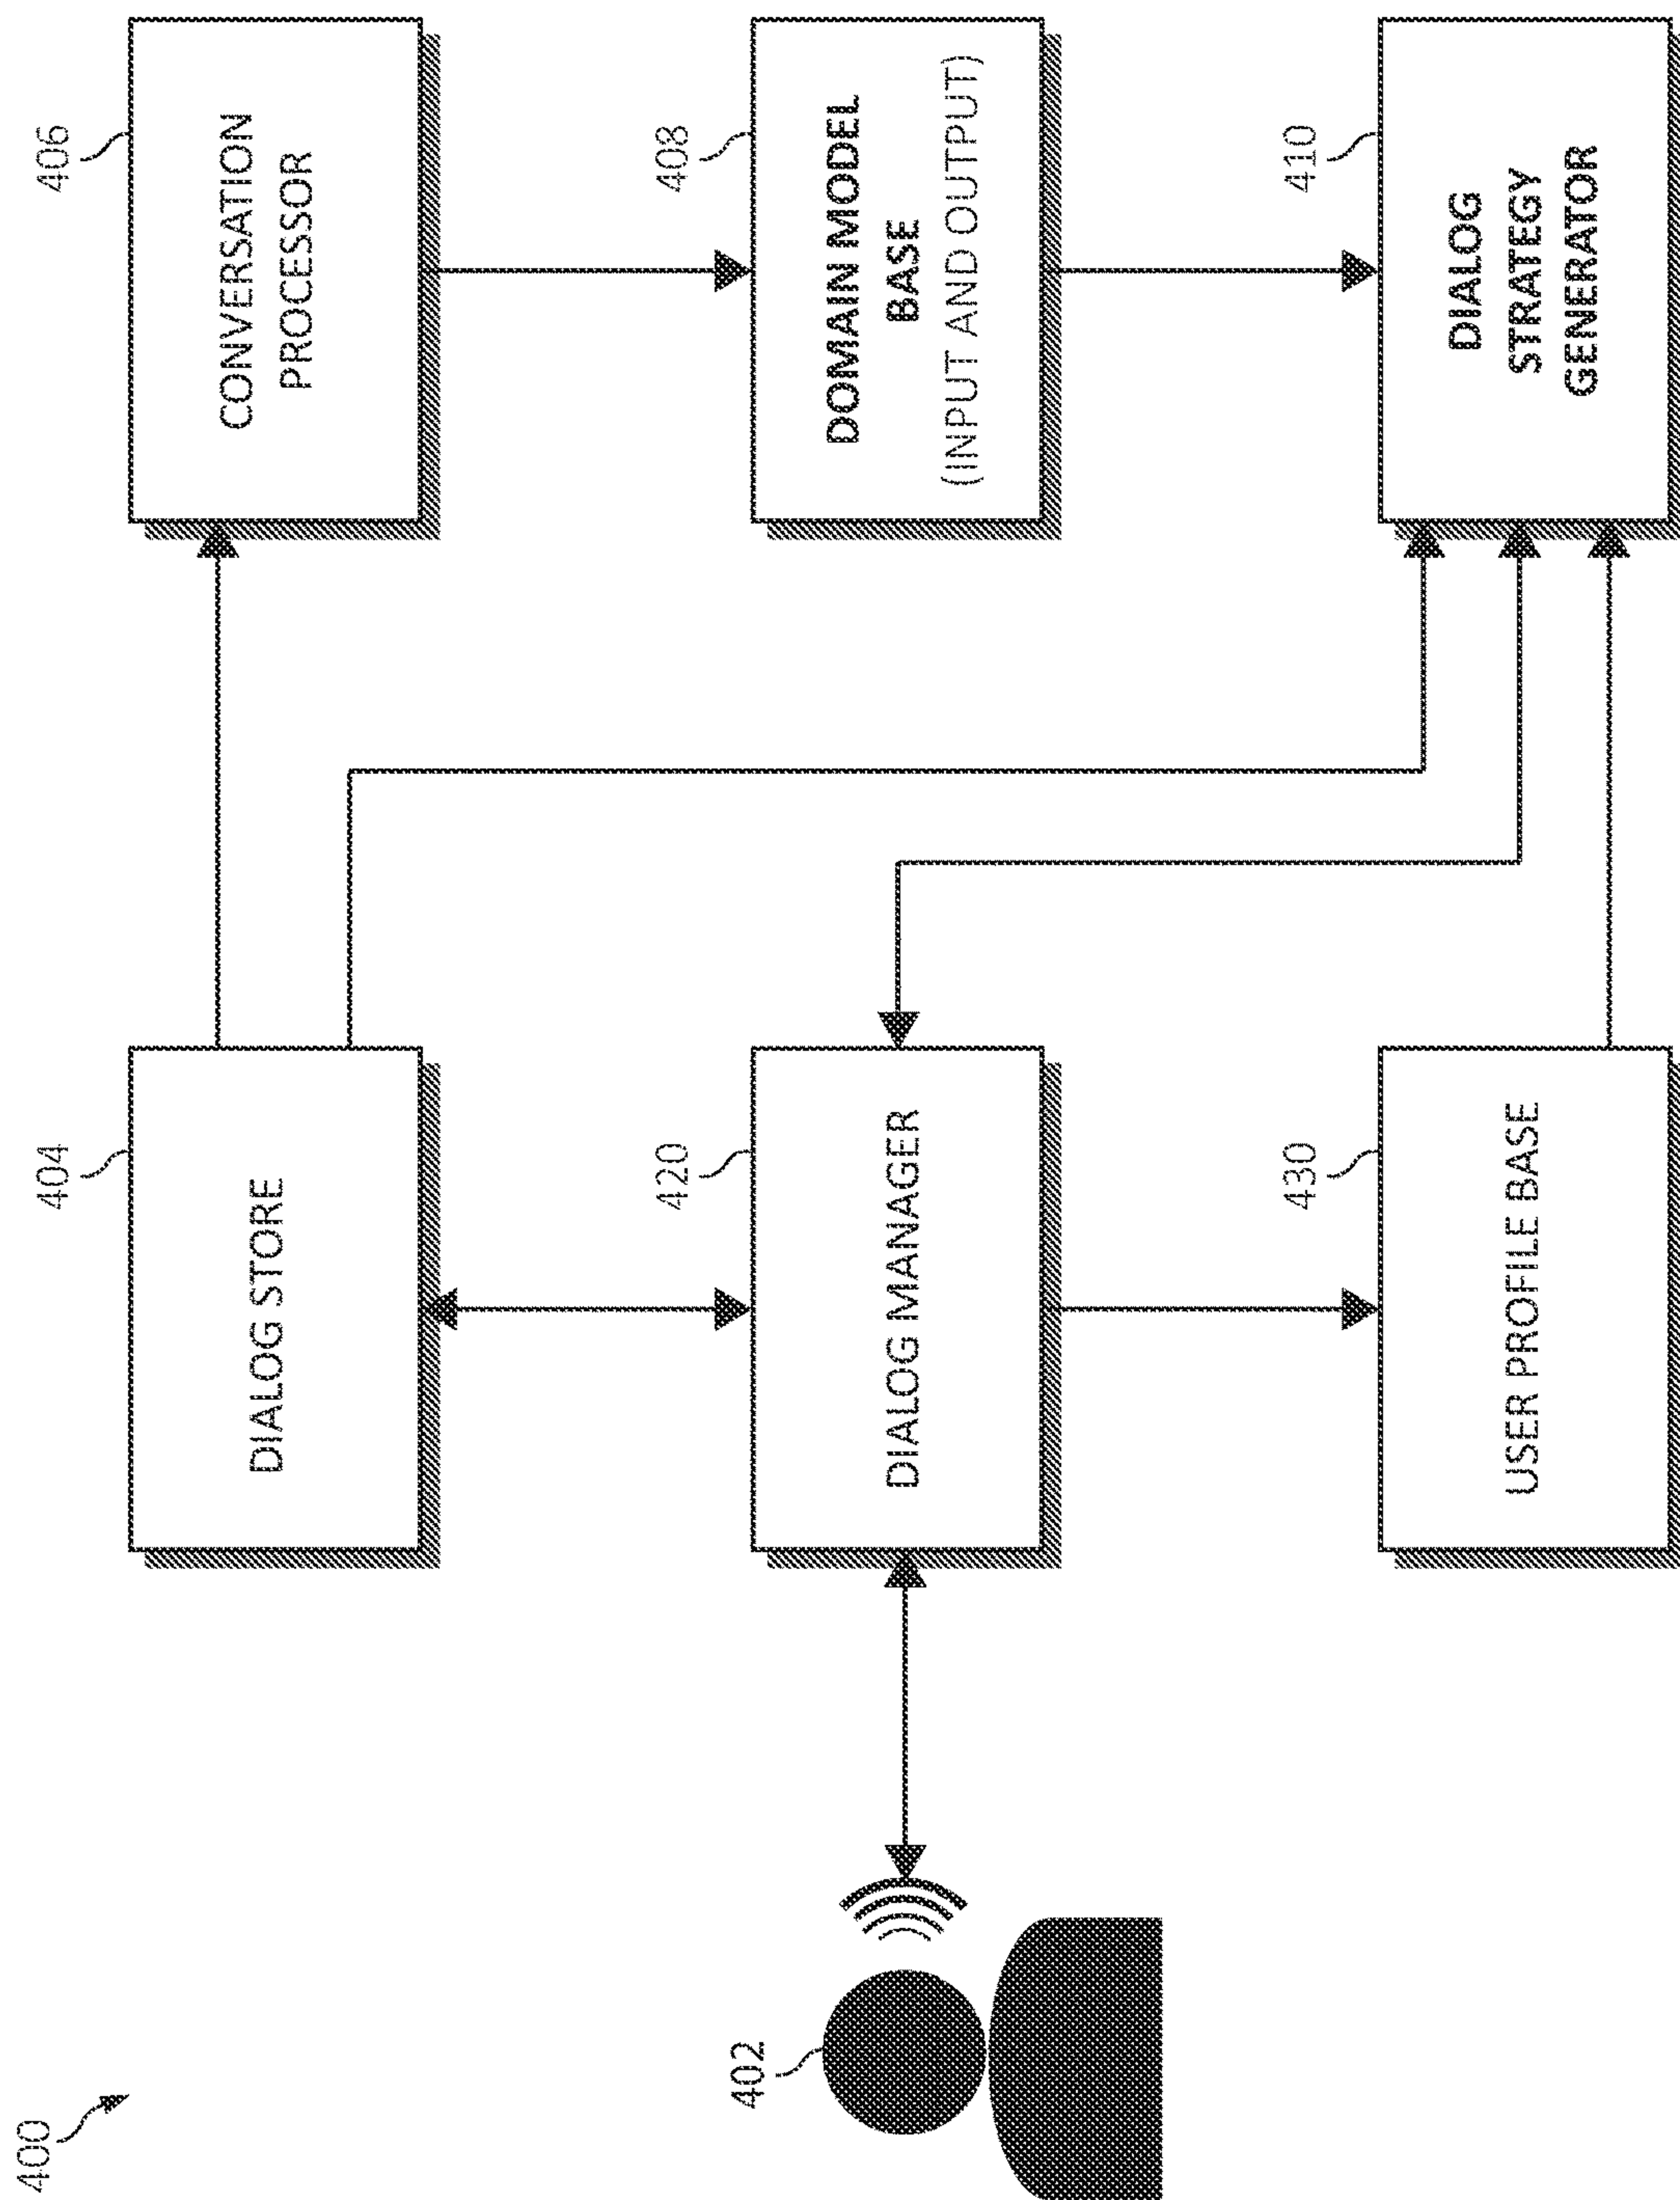 400
402
404
DIALOG STORE
420
DIALOG MANAGER
430
USER PROFILE BASE
406
CONVERSATION
PROCESSOR
408
DOMAIN MODEL
BASE
(INPUT AND OUTPUT)
410
DIALOG
STRATEGY
GENERATOR